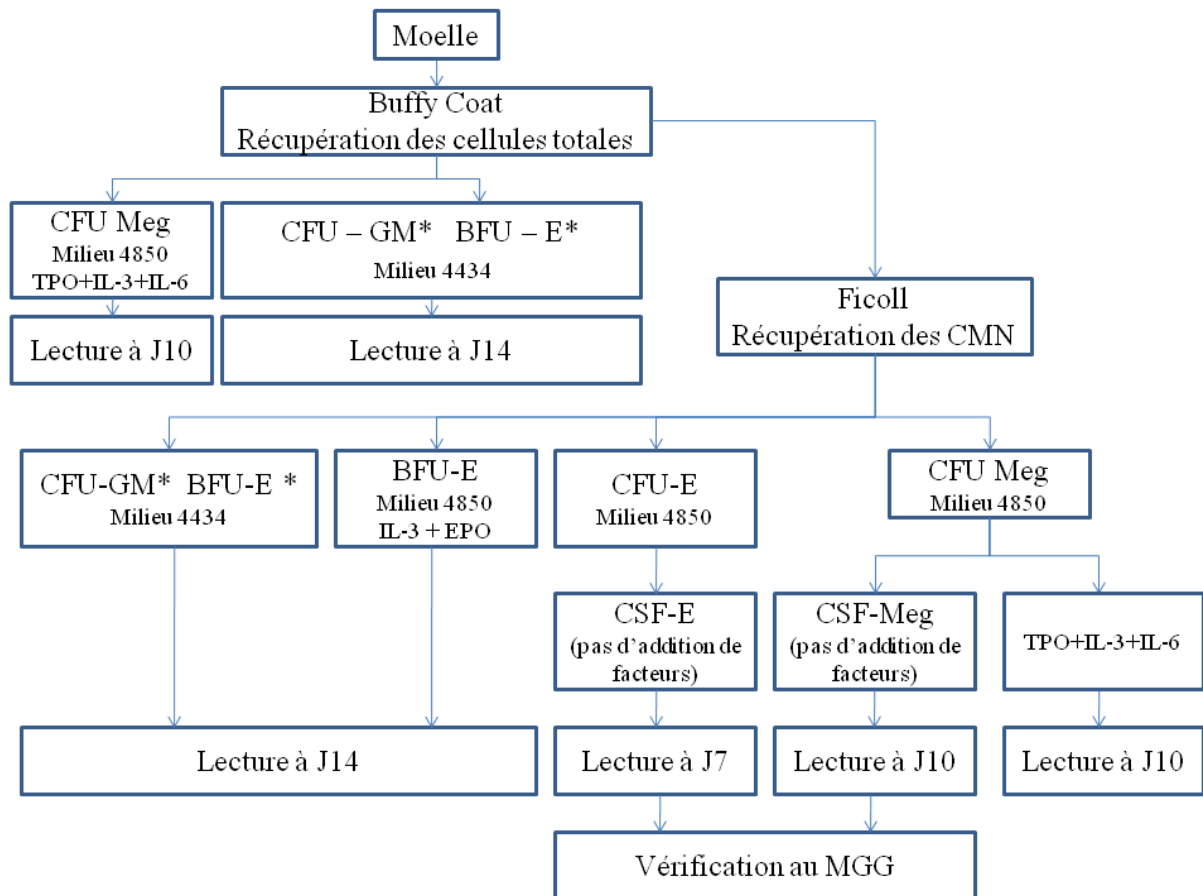 Moelle
Buffy Coat
Récupération des cellules totales
CFU Meg
Milieu 4850
TPO+IL-3+IL-6
CFU – GM* BFU – E*
Milieu 4434
Lecture à J10
Lecture à J14
Ficoll
Récupération des CMN
CFU-GM* BFU-E *
Milieu 4434
BFU-E
Milieu 4850
IL-3 + EPO
CFU-E
Milieu 4850
CFU Meg
Milieu 4850
CSF-E
(pas d'addition de
facteurs)
CSF-Meg
(pas d'addition de
facteurs)
TPO+IL-3+IL-6
Lecture à J14
Lecture à J7
Lecture à J10
Lecture à J10
Vérification au MGG